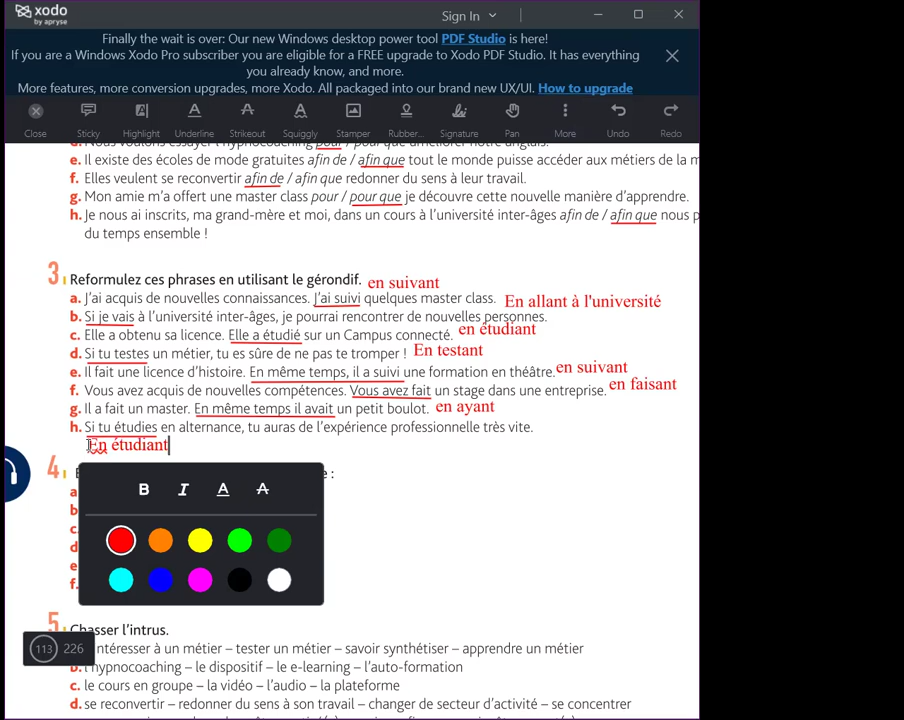 xodo
by apryse
Sign In
Finally the wait is over: Our new Windows desktop power tool PDF Studio is here!
If you are a Windows Xodo Pro subscriber you are eligible for a FREE upgrade to Xodo PDF Studio. It has everything
you already know, and more.
More features, more conversion upgrades, more Xodo. All packaged into our brand new UX/UI. How to upgrade
Close Sticky Highlight Underline Strikeout Squiggly Stamper Rubber... Signature Pan More Undo Redo
d. Nous voulons essayer l'hypnocoaching pour / pour que améliorer notre anglais.
e. Il existe des écoles de mode gratuites afin de / afin que tout le monde puisse accéder aux métiers de la m
f. Elles veulent se reconvertir afin de / afin que redonner du sens à leur travail.
g. Mon amie m'a offert une master class pour / pour que je découvre cette nouvelle manière d'apprendre.
h. Je nous ai inscrits, ma grand-mère et moi, dans un cours à l'université inter-âges afin de / afin que nous p
du temps ensemble !
3 Reformulez ces phrases en utilisant le gérondif. en suivant
a. J'ai acquis de nouvelles connaissances. J'ai suivi quelques master class. En allant à l'université
b. Si je vais à l'université inter-âges, je pourrai rencontrer de nouvelles personnes.
c. Elle a obtenu sa licence. Elle a étudié sur un Campus connecté. en étudiant
d. Si tu testes un métier, tu es sûre de ne pas te tromper ! En testant
e. Il fait une licence d'histoire. En même temps, il a suivi une formation en théâtre. en suivant
f. Vous avez acquis de nouvelles compétences. Vous avez fait un stage dans une entreprise. en faisant
g. Il a fait un master. En même temps il avait un petit boulot. en ayant
h. Si tu étudies en alternance, tu auras de l'expérience professionnelle très vite.
En étudiant
4 :
a
b
c
d
e
f.
B I A A
5 Chasser l'intrus.
113 226
intéresser à un métier – tester un métier – savoir synthétiser – apprendre un métier
b. l'hypnocoaching – le dispositif – le e-learning – l'auto-formation
c. le cours en groupe – la vidéo – l'audio – la plateforme
d. se reconvertir – redonner du sens à son travail – changer de secteur d'activité – se concentrer